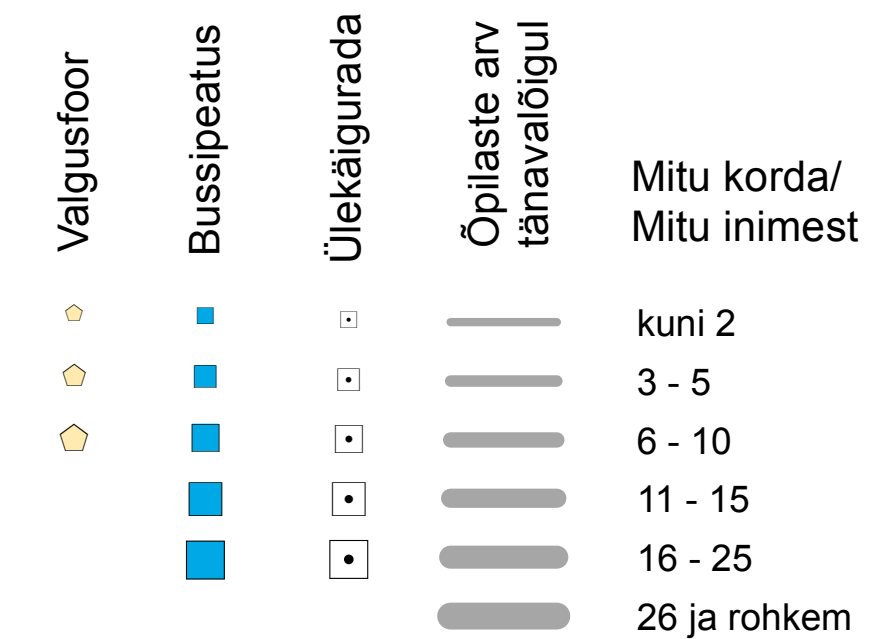 Valgusfoor
Bussipeatus
Ülekäigurada
Õpilaste arv
tänavalõigul
Mitu korda/
Mitu inimest
kuni 2
3 - 5
6 - 10
11 - 15
16 - 25
26 ja rohkem